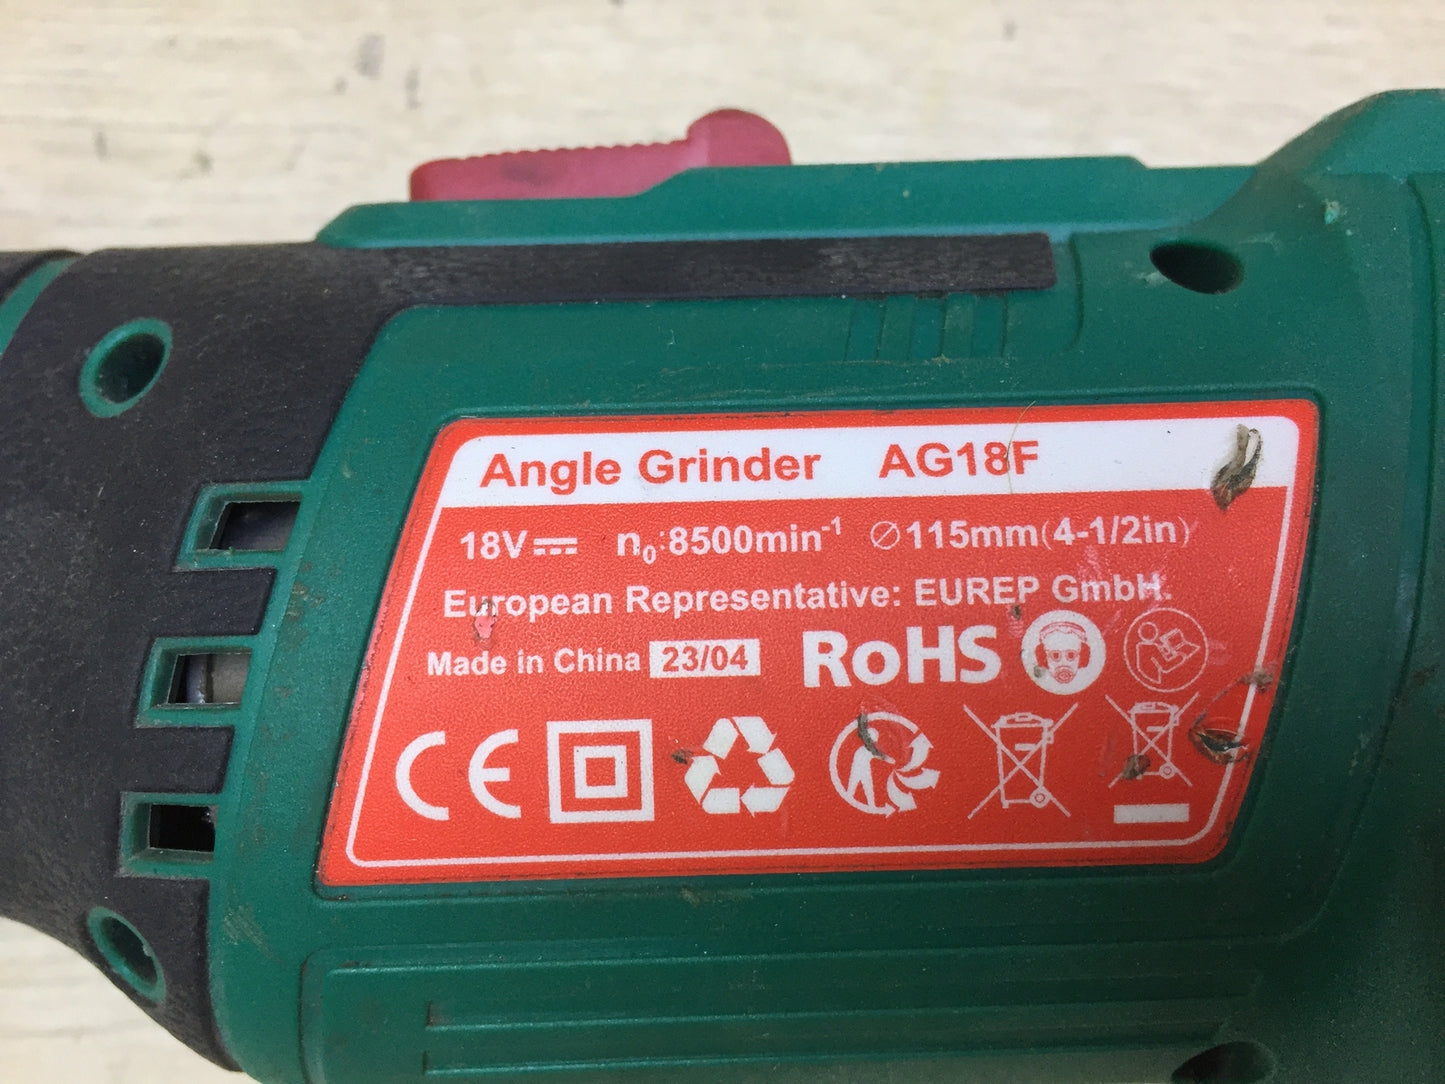 Angle Grinder AG18F
18V n₀:8500min⁻¹ ∅115mm(4-1/2in)
European Representative: EUREP GmbH.
Made in China 23/04 RoHS
CE